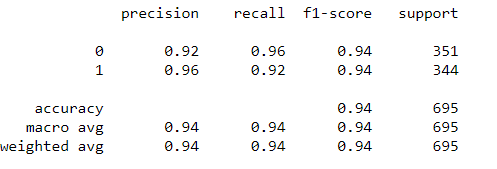 precision recall f1-score support
0 0.92 0.96 0.94 351
1 0.96 0.92 0.94 344
accuracy 0.94 695
macro avg 0.94 0.94 0.94 695
weighted avg 0.94 0.94 0.94 695